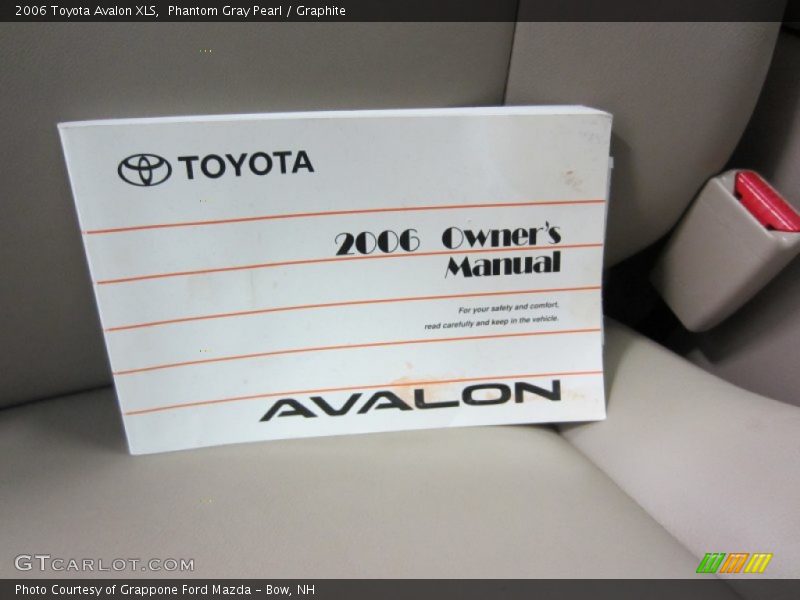 2006 Toyota Avalon XLS,  Phantom Gray Pearl / Graphite
TOYOTA
2006 Owner's
Manual
For your safety and comfort,
read carefully and keep in the vehicle.
AVALON
GTCARLOT.COM
Photo Courtesy of Grappone Ford Mazda - Bow, NH